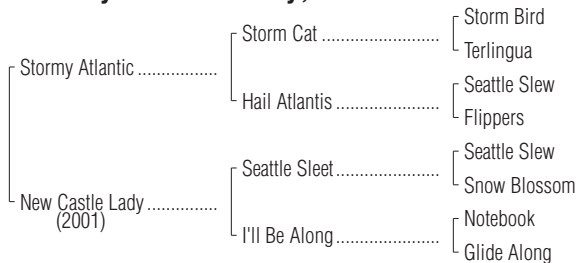 Storm Bird
Storm Cat ........................
Terlingua
Stormy Atlantic .................
Seattle Slew
Hail Atlantis ........................
Flippers
Seattle Slew
Seattle Sleet ........................
Snow Blossom
New Castle Lady ...............
(2001)
Notebook
I'll Be Along ........................
Glide Along